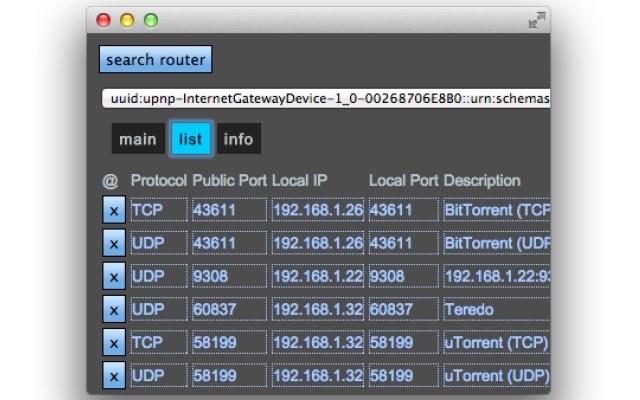 search router
uuid:upnp-InternetGatewayDevice-1_0-00268706E8B0::urn:schemas
main list info
@ Protocol Public Port Local IP Local Port Description
x TCP 43611 192.168.1.26 43611 BitTorrent (TCP
x UDP 43611 192.168.1.26 43611 BitTorrent (UDP
x UDP 9308 192.168.1.22 9308 192.168.1.22:93
x UDP 60837 192.168.1.32 60837 Teredo
x TCP 58199 192.168.1.32 58199 uTorrent (TCP)
x UDP 58199 192.168.1.32 58199 uTorrent (UDP)